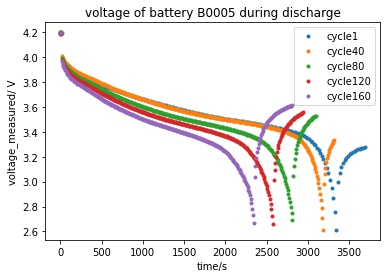 voltage of battery B0005 during discharge
4.2
4.0
3.8
3.6
3.4
3.2
3.0
2.8
2.6
voltage_measured/ V
cycle1
cycle40
cycle80
cycle120
cycle160
0 500 1000 1500 2000 2500 3000 3500
time/s